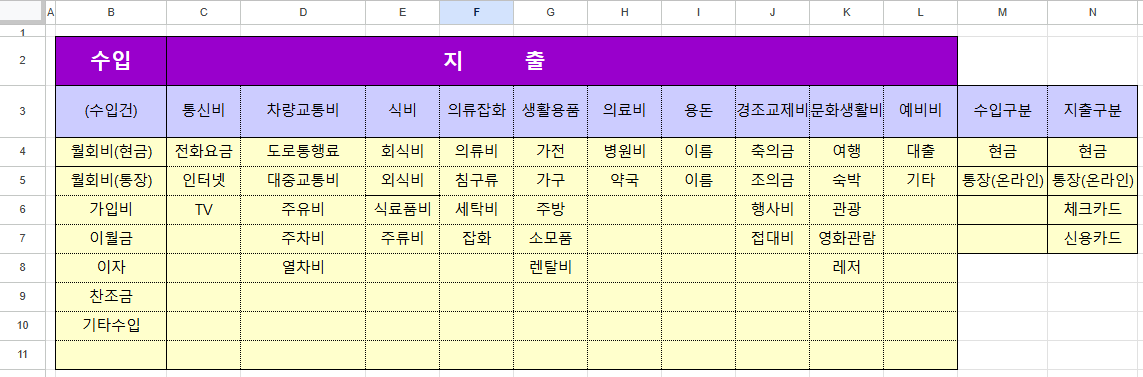 A B C D E F G H I J K L M N
1
2 수입 지 출
3 (수입건) 통신비 차량교통비 식비 의류잡화 생활용품 의료비 용돈 경조교제비 문화생활비 예비비 수입구분 지출구분
4 월회비(현금) 전화요금 도로통행료 회식비 의류비 가전 병원비 이름 축의금 여행 대출 현금 현금
5 월회비(통장) 인터넷 대중교통비 외식비 침구류 가구 약국 이름 조의금 숙박 기타 통장(온라인) 통장(온라인)
6 가입비 TV 주유비 식료품비 세탁비 주방 행사비 관광 체크카드
7 이월금 주차비 주류비 잡화 소모품 접대비 영화관람 신용카드
8 이자 열차비 렌탈비 레저
9 찬조금
10 기타수입
11